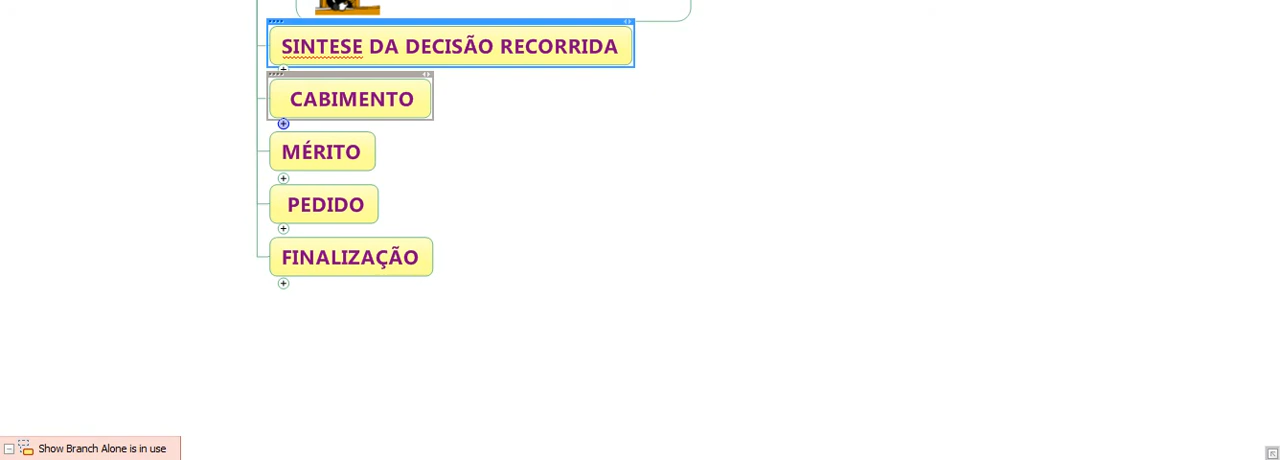 SINTESE DA DECISÃO RECORRIDA
CABIMENTO
MÉRITO
PEDIDO
FINALIZAÇÃO
Show Branch Alone is in use